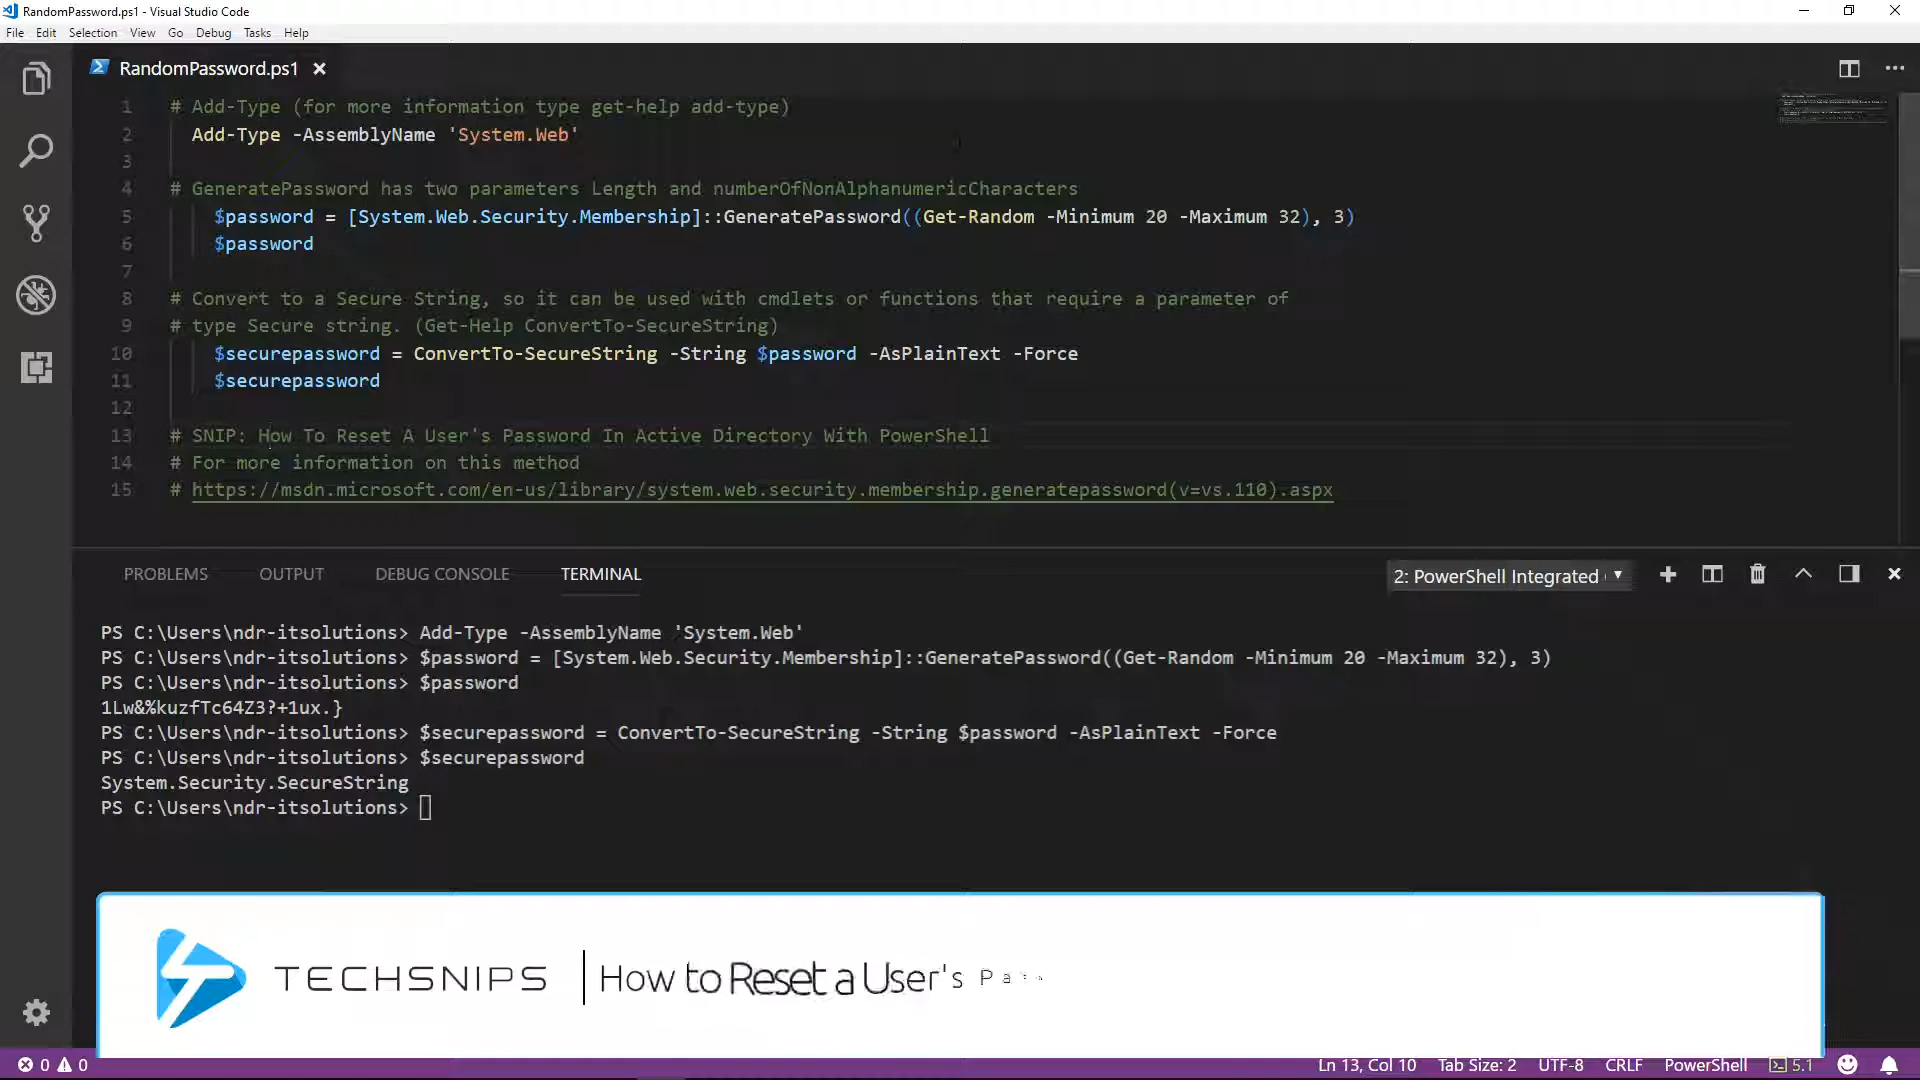 RandomPassword.ps1 - Visual Studio Code
File Edit Selection View Go Debug Tasks Help
RandomPassword.ps1
1 # Add-Type (for more information type get-help add-type)
2 Add-Type -AssemblyName 'System.Web'
3
4 # GeneratePassword has two parameters Length and numberOfNonAlphanumericCharacters
5 $password = [System.Web.Security.Membership]::GeneratePassword((Get-Random -Minimum 20 -Maximum 32), 3)
6 $password
7
8 # Convert to a Secure String, so it can be used with cmdlets or functions that require a parameter of
9 # type Secure string. (Get-Help ConvertTo-SecureString)
10 $securepassword = ConvertTo-SecureString -String $password -AsPlainText -Force
11 $securepassword
12
13 # SNIP: How To Reset A User's Password In Active Directory With PowerShell
14 # For more information on this method
15 # https://msdn.microsoft.com/en-us/library/system.web.security.membership.generatepassword(v=vs.110).aspx
PROBLEMS OUTPUT DEBUG CONSOLE TERMINAL 2: PowerShell Integrated
PS C:\Users\ndr-itsolutions> Add-Type -AssemblyName 'System.Web'
PS C:\Users\ndr-itsolutions> $password = [System.Web.Security.Membership]::GeneratePassword((Get-Random -Minimum 20 -Maximum 32), 3)
PS C:\Users\ndr-itsolutions> $password
1Lw&%kuzfTc64Z3?+1ux.}
PS C:\Users\ndr-itsolutions> $securepassword = ConvertTo-SecureString -String $password -AsPlainText -Force
PS C:\Users\ndr-itsolutions> $securepassword
System.Security.SecureString
PS C:\Users\ndr-itsolutions>
TECHSNIPS How to Reset a User's
0 0 Ln 13, Col 10 Tab Size: 2 UTF-8 CRLF PowerShell 5.1